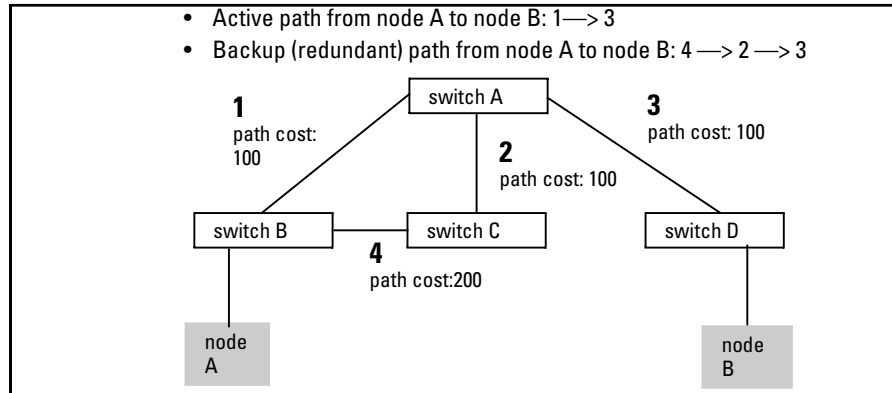 • Active path from node A to node B: 1—> 3
• Backup (redundant) path from node A to node B: 4 —> 2 —> 3
switch A
1
path cost:
100
3
path cost: 100
2
path cost: 100
switch B
switch C
switch D
4
path cost:200
node
A
node
B